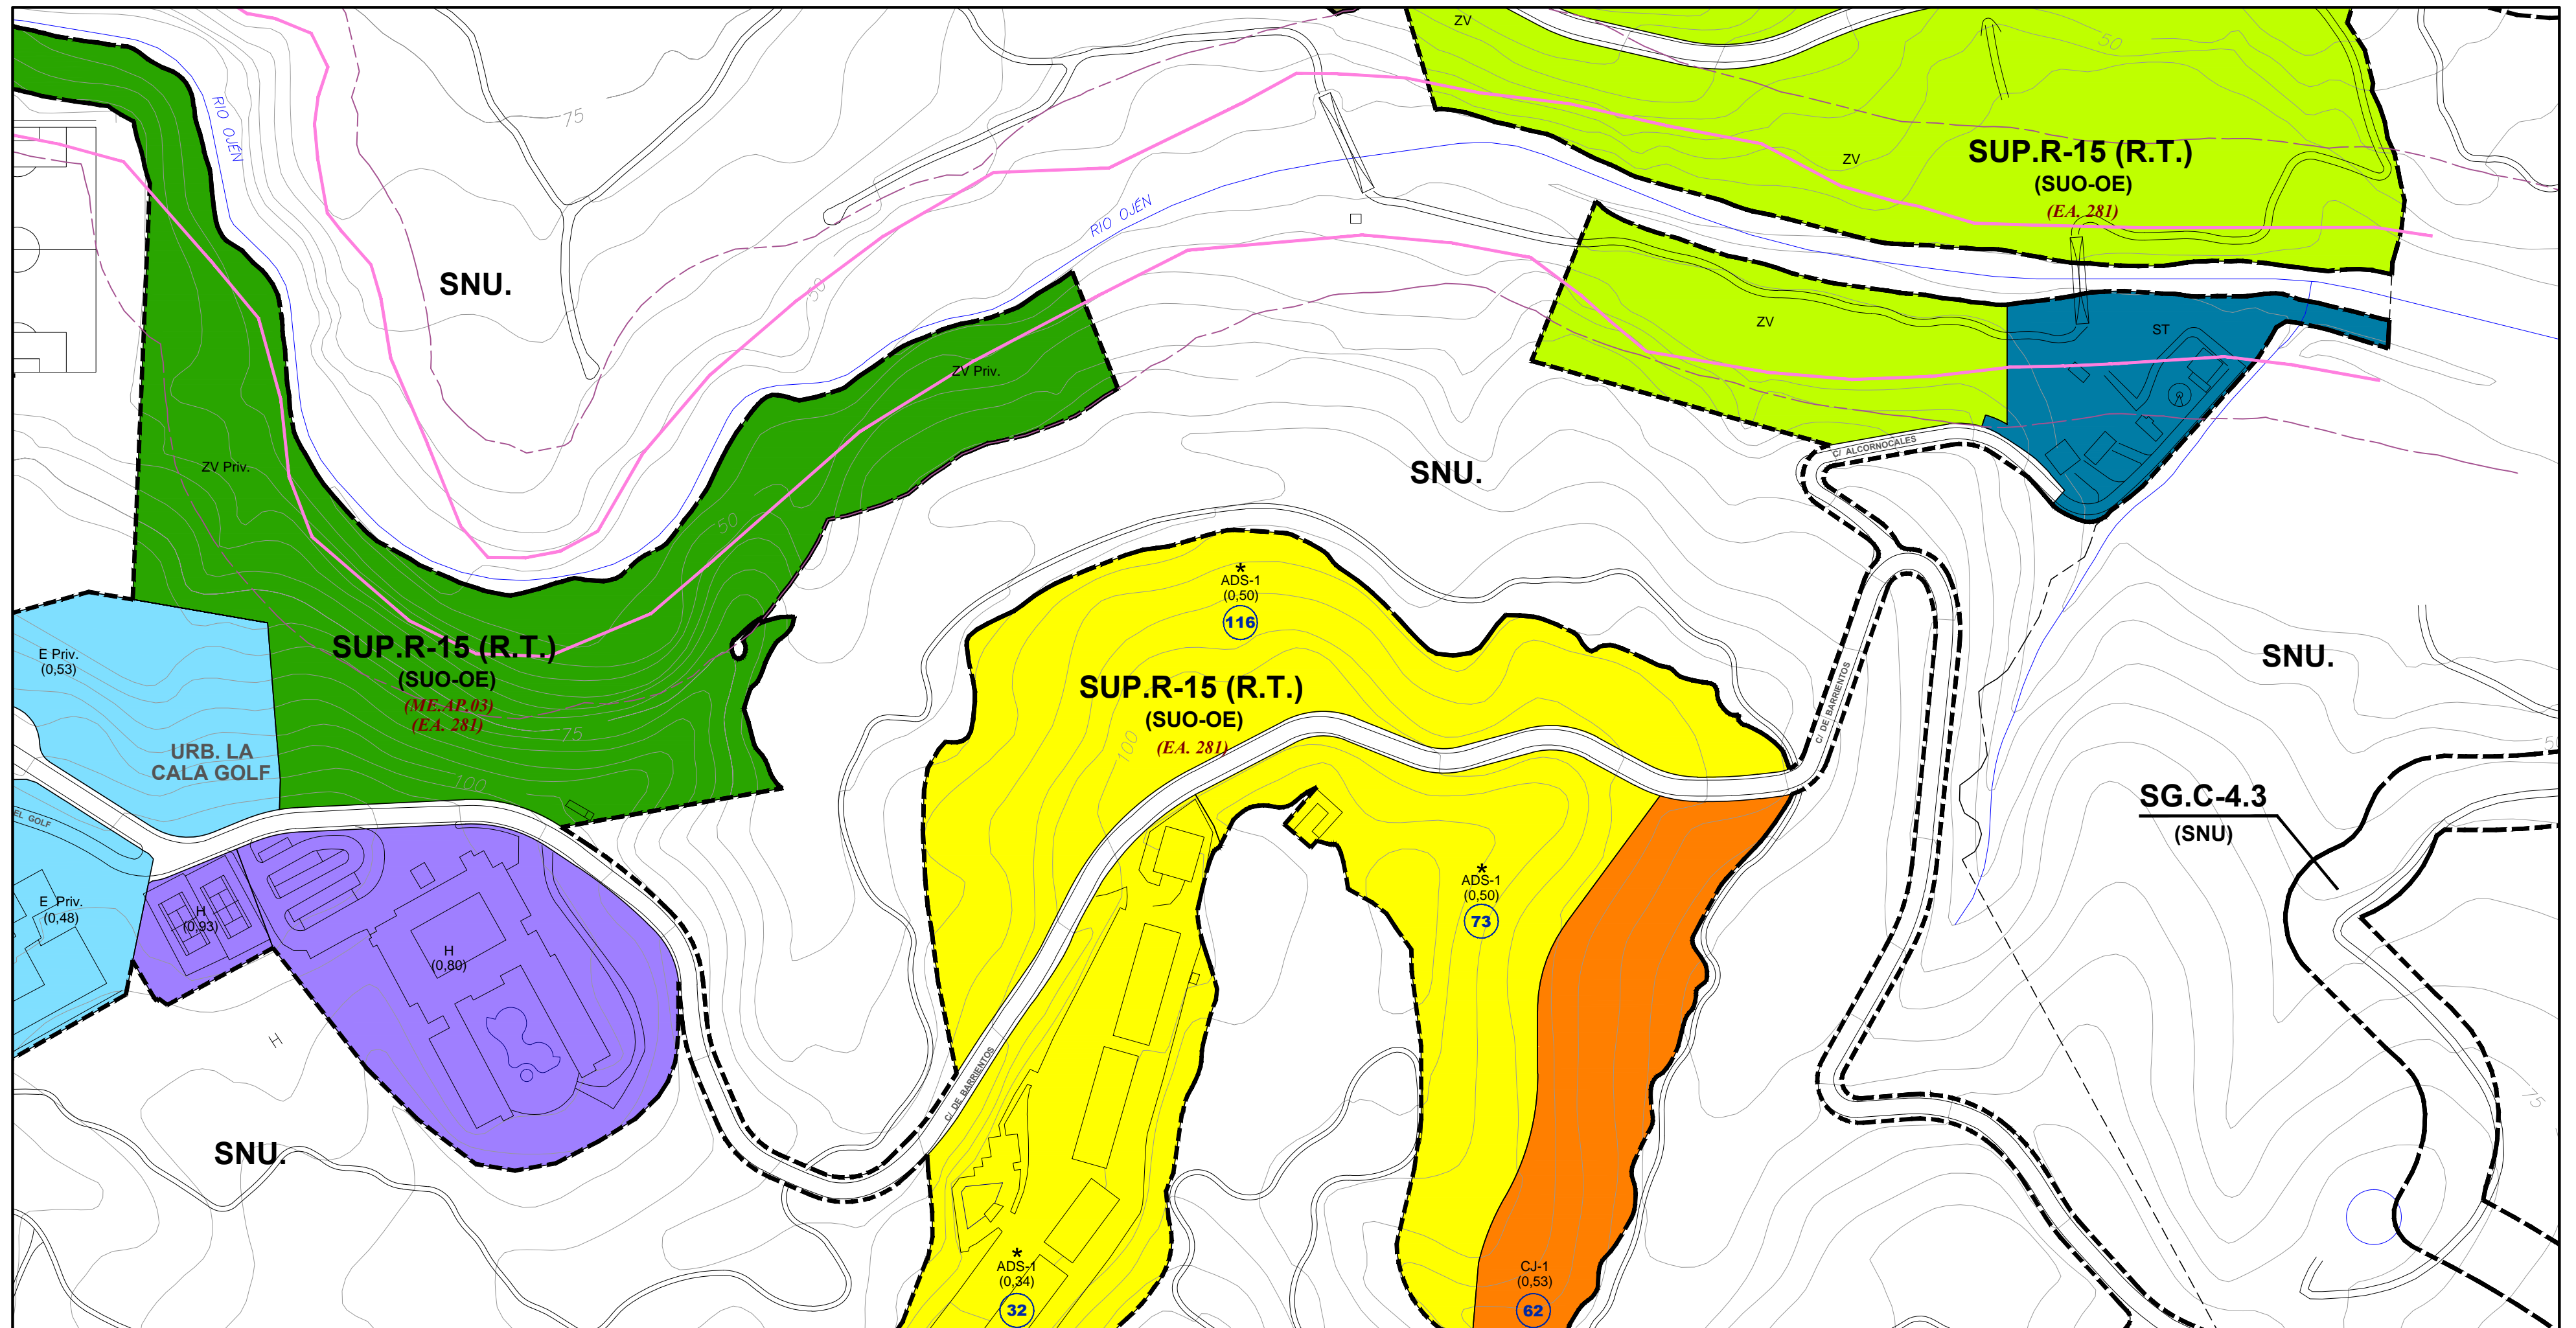 ZV
50
RIO OJÉN
75
ZV
SUP.R-15 (R.T.)
(SUO-OE)
(EA. 281)
RIO OJÉN
SNU.
50
ZV
ST
ZV Priv.
C/ ALCORNOCALES
ZV Priv.
SNU.
50
ADS-1
(0,50)
116
E Priv.
(0,53)
SUP.R-15 (R.T.)
(SUO-OE)
(ME.AP.03)
(EA. 281)
75
SUP.R-15 (R.T.)
(SUO-OE)
(EA. 281)
100
C/ DE BARRIENTOS
SNU.
URB. LA
CALA GOLF
100
SG.C-4.3
(SNU)
EL GOLF
ADS-1
(0,50)
73
E Priv.
(0,48)
H
(0,93)
H
(0,80)
H
C/ DE BARRIENTOS
75
SNU.
ADS-1
(0,34)
32
CJ-1
(0,53)
62